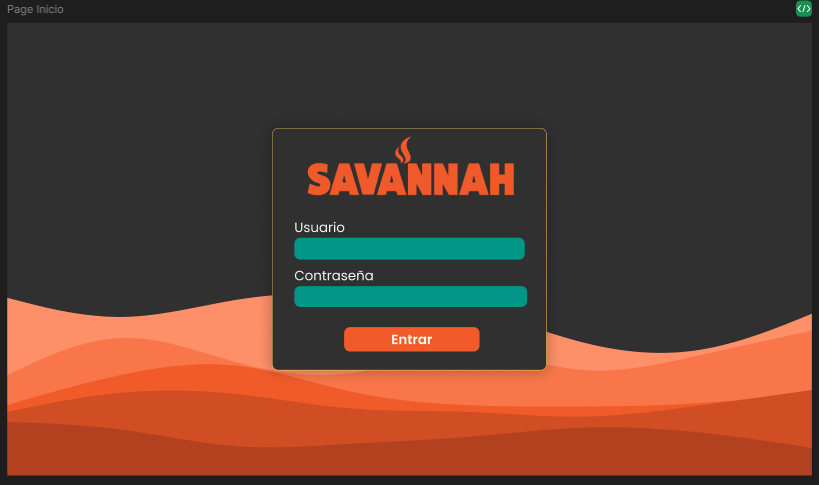 Page Inicio
SAVANNAH
Usuario
Contraseña
Entrar